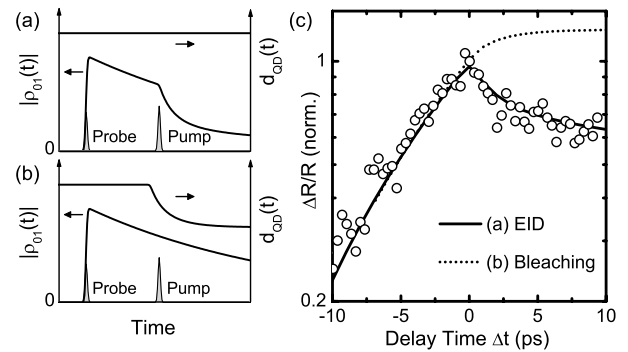 (a)
|ρ01(t)|
dQD(t)
Probe
Pump
0
(b)
|ρ01(t)|
dQD(t)
Probe
Pump
0
Time
(c)
ΔR/R (norm.)
1
0.2
(a) EID
(b) Bleaching
-10 -5 0 5 10
Delay Time Δt (ps)